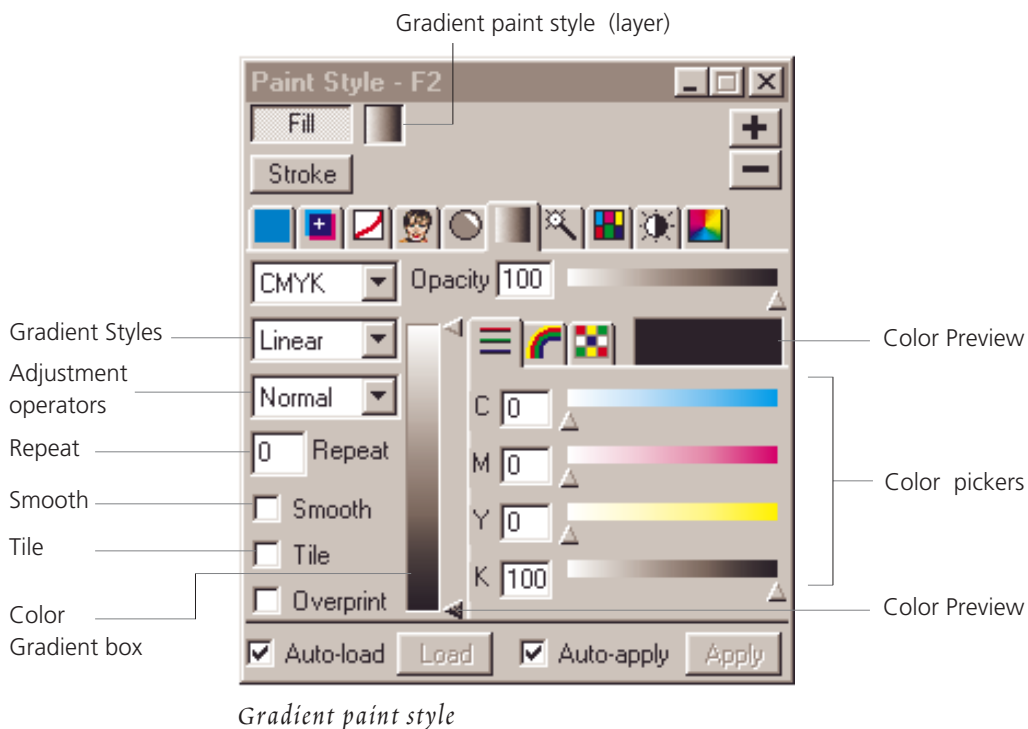 Gradient paint style (layer)
Paint Style - F2
Fill
Stroke
CMYK
Opacity 100
Gradient Styles
Linear
Color Preview
Adjustment
operators
Normal
C 0
Repeat
0 Repeat
M 0
Color pickers
Smooth
Smooth
Y 0
Tile
Tile
K 100
Color
Gradient box
Overprint
Color Preview
Auto-load
Load
Auto-apply
Apply
Gradient paint style